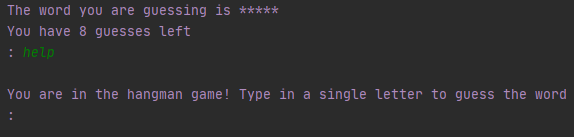 The word you are guessing is *****
You have 8 guesses left
: help
You are in the hangman game! Type in a single letter to guess the word
: